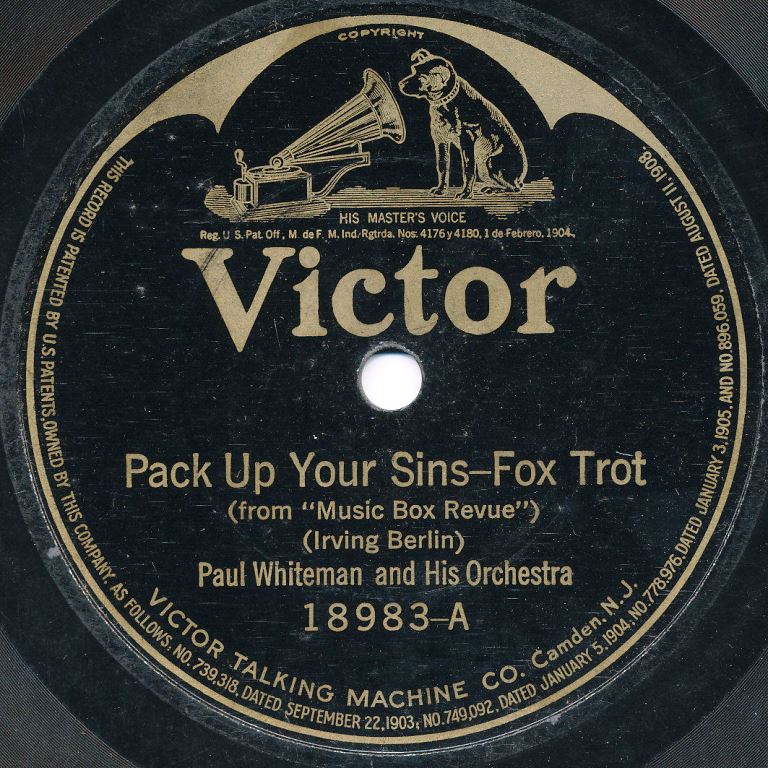 COPYRIGHT
HIS MASTER'S VOICE
Reg. U. S. Pat. Off., M. de F. M. Ind. Rgtrda. Nos. 4176 y 4180, 1 de Febrero, 1904.
Victor
Pack Up Your Sins–Fox Trot
(from "Music Box Revue")
(Irving Berlin)
Paul Whiteman and His Orchestra
18983–A
VICTOR TALKING MACHINE CO. Camden. N. J.
THIS RECORD IS PATENTED BY U.S. PATENTS, OWNED BY THIS COMPANY, AS FOLLOWS, NO. 739,318, DATED SEPTEMBER 22, 1903; NO. 749,092, DATED JANUARY 5, 1904; NO. 778,976, DATED JANUARY 3, 1905, AND NO. 896,059, DATED AUGUST 11, 1908.